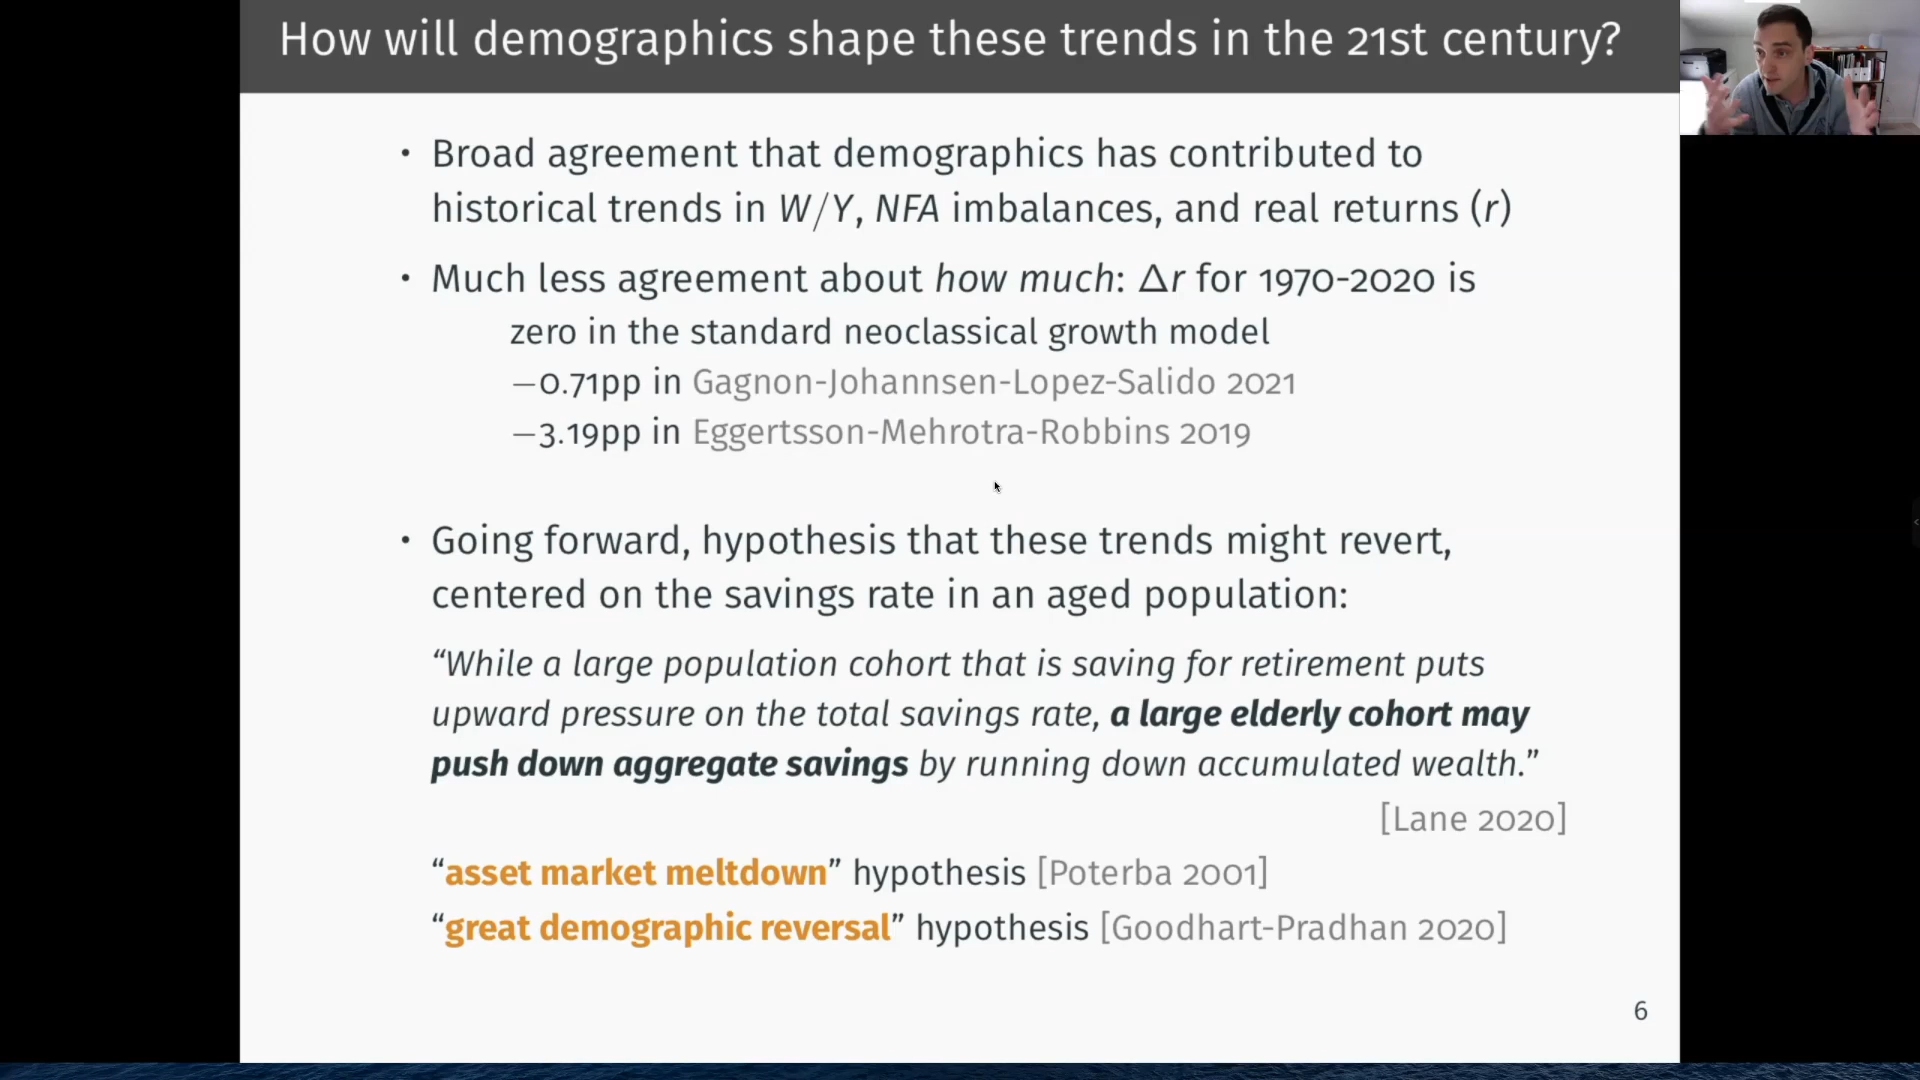 How will demographics shape these trends in the 21st century?
• Broad agreement that demographics has contributed to
historical trends in W/Y, NFA imbalances, and real returns (r)
• Much less agreement about how much: Δr for 1970-2020 is
zero in the standard neoclassical growth model
−0.71pp in Gagnon-Johannsen-Lopez-Salido 2021
−3.19pp in Eggertsson-Mehrotra-Robbins 2019
• Going forward, hypothesis that these trends might revert,
centered on the savings rate in an aged population:
“While a large population cohort that is saving for retirement puts
upward pressure on the total savings rate, a large elderly cohort may
push down aggregate savings by running down accumulated wealth.”
[Lane 2020]
“asset market meltdown” hypothesis [Poterba 2001]
“great demographic reversal” hypothesis [Goodhart-Pradhan 2020]
6